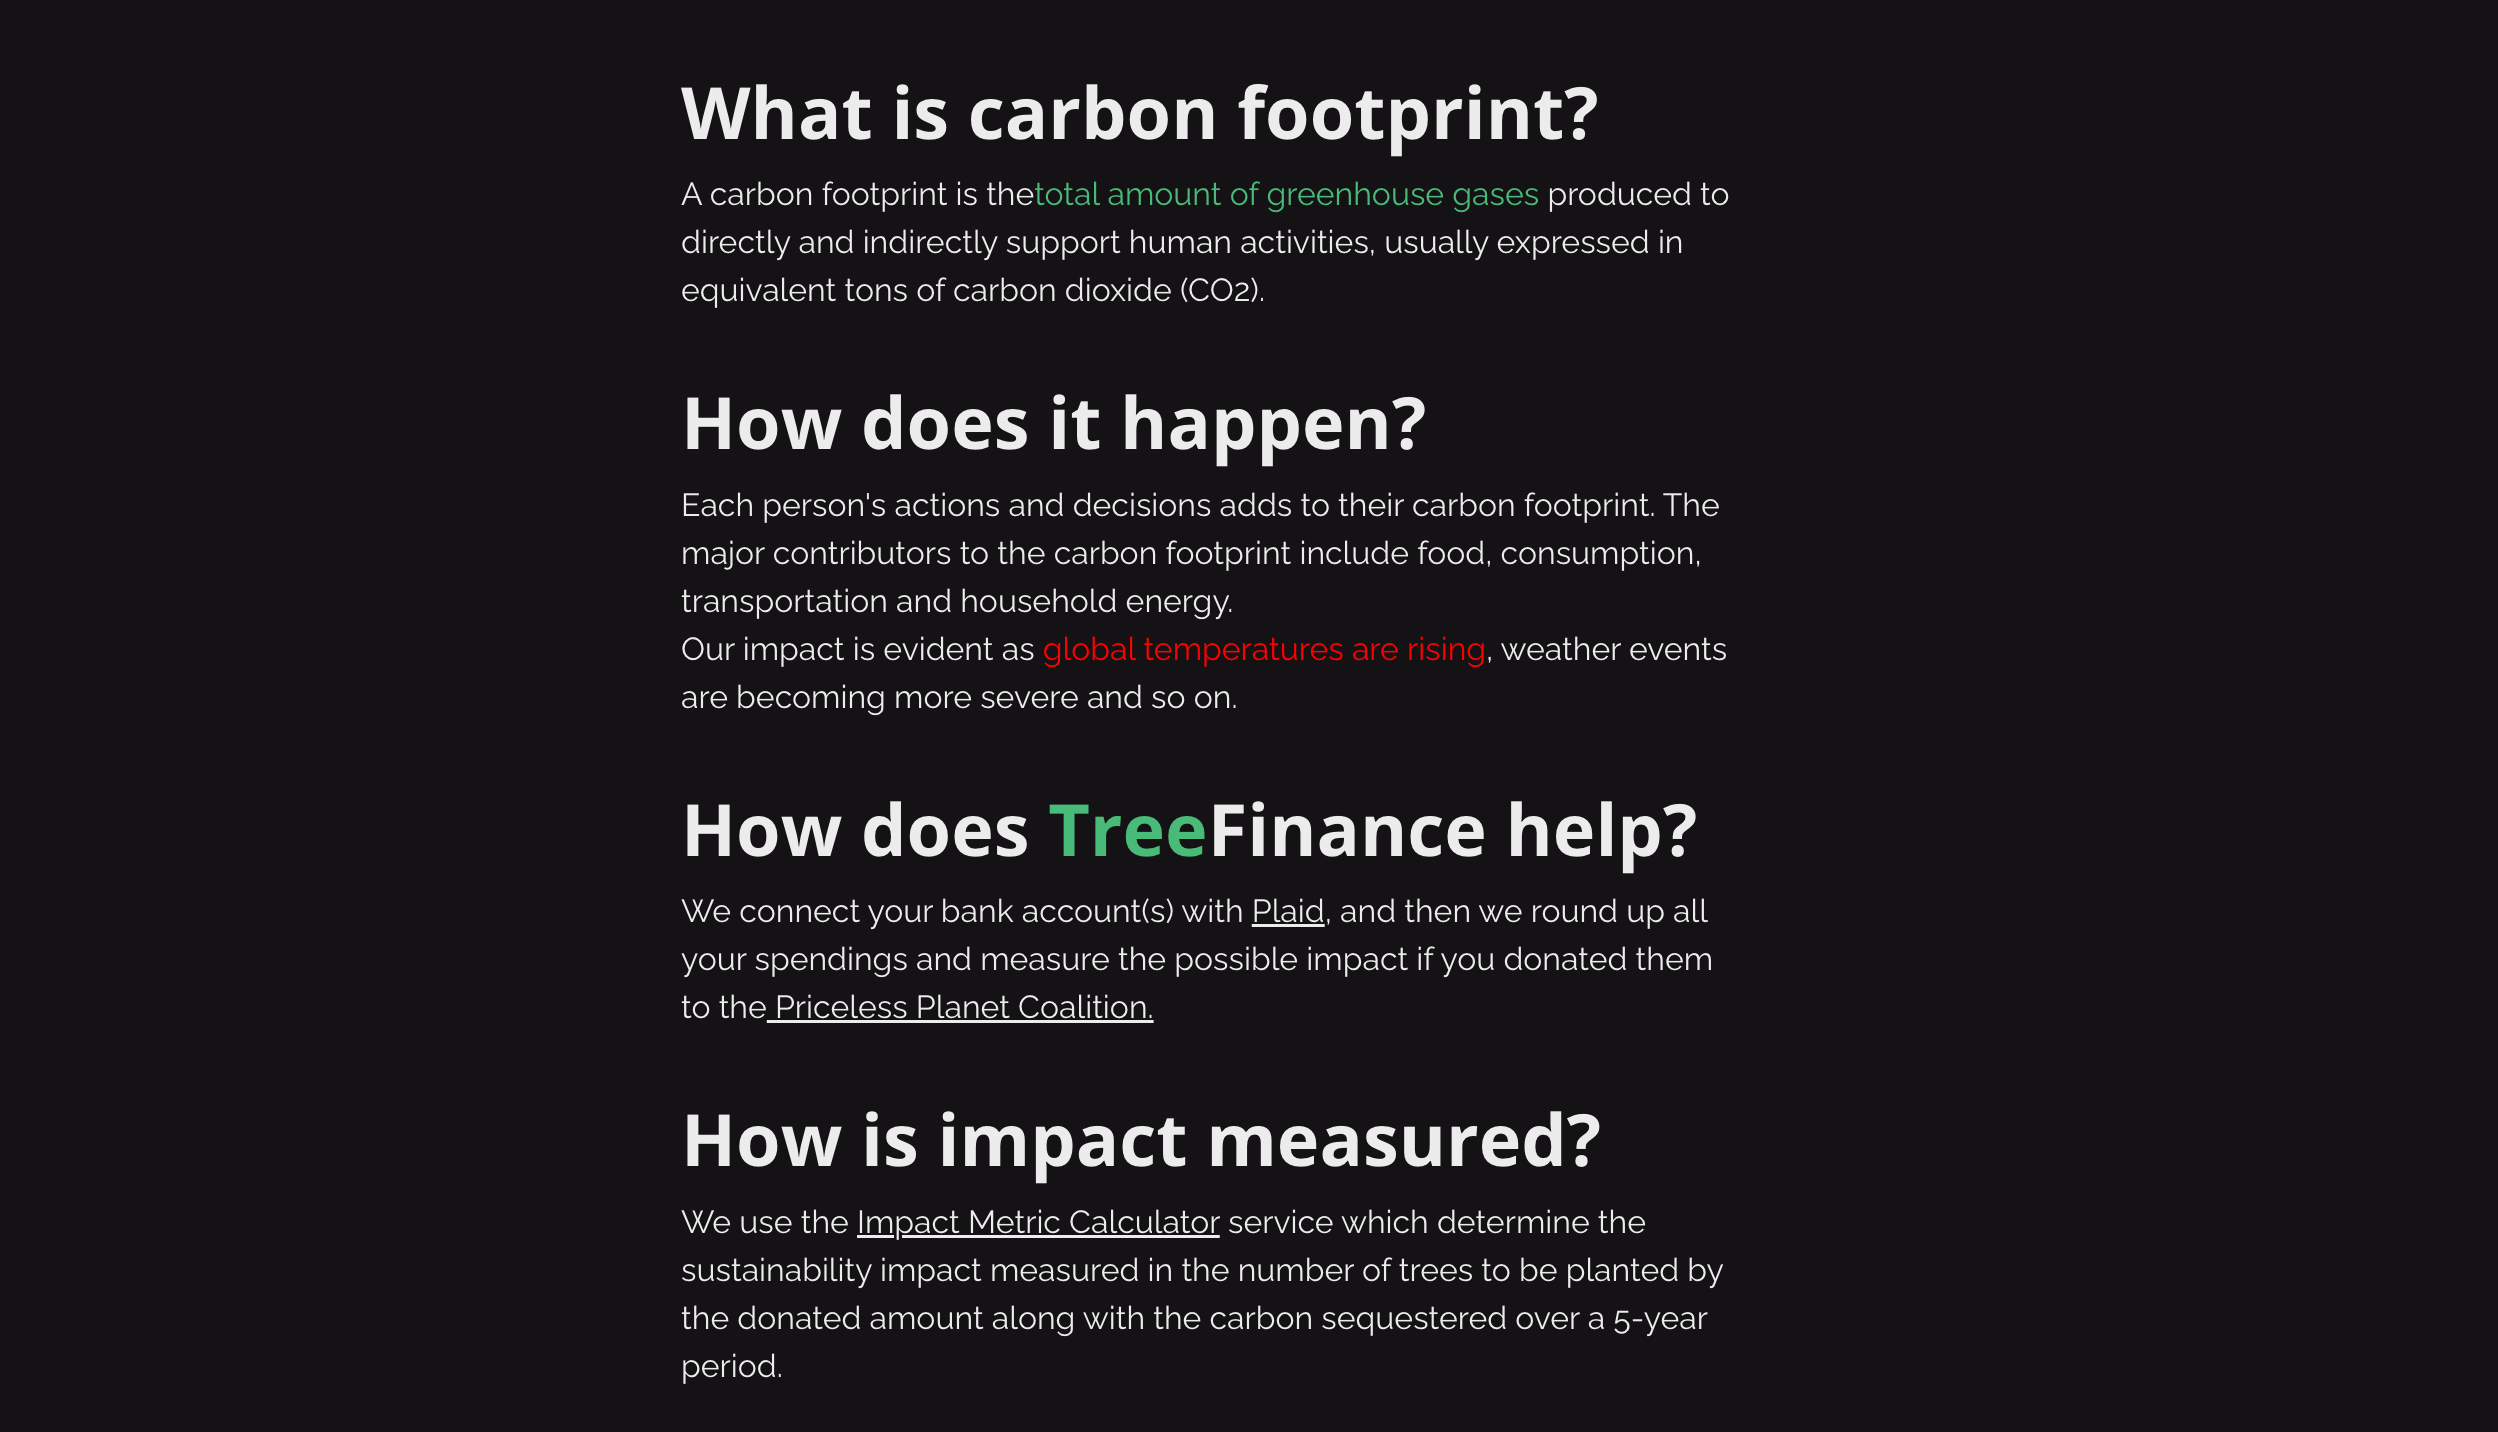 What is carbon footprint?
A carbon footprint is thetotal amount of greenhouse gases produced to
directly and indirectly support human activities, usually expressed in
equivalent tons of carbon dioxide (CO2).
How does it happen?
Each person's actions and decisions adds to their carbon footprint. The
major contributors to the carbon footprint include food, consumption,
transportation and household energy.
Our impact is evident as global temperatures are rising, weather events
are becoming more severe and so on.
How does TreeFinance help?
We connect your bank account(s) with Plaid, and then we round up all
your spendings and measure the possible impact if you donated them
to the Priceless Planet Coalition.
How is impact measured?
We use the Impact Metric Calculator service which determine the
sustainability impact measured in the number of trees to be planted by
the donated amount along with the carbon sequestered over a 5-year
period.